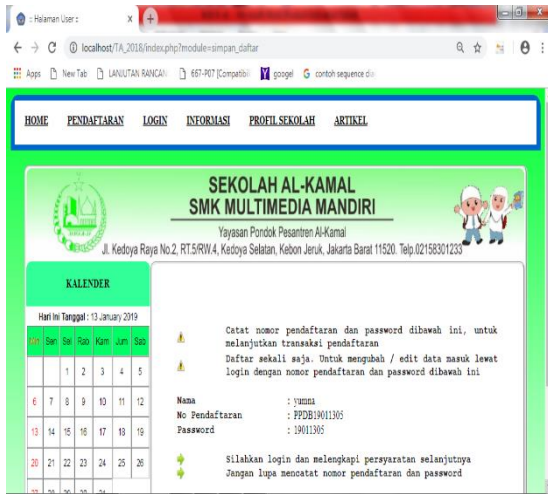 :: Halaman User :
localhost/TA_2018/index.php?module=simpan_daftar
Apps New Tab LANJUTAN RANCAN 667-P07 [Compatibil googel contoh sequence dia
HOME PENDAFTARAN LOGIN INFORMASI PROFIL SEKOLAH ARTIKEL
SEKOLAH AL-KAMAL
SMK MULTIMEDIA MANDIRI
Yayasan Pondok Pesantren Al-Kamal
Jl. Kedoya Raya No.2, RT.5/RW.4, Kedoya Selatan, Kebon Jeruk, Jakarta Barat 11520. Telp.02158301233
KALENDER
Hari ini Tanggal : 13 January 2019
Min Sen Sel Rab Kam Jum Sab
1 2 3 4 5
6 7 8 9 10 11 12
13 14 15 16 17 18 19
20 21 22 23 24 25 26
27 28 29 30 31
Catat nomor pendaftaran dan password dibawah ini, untuk
melanjutkan transaksi pendaftaran
Daftar sekali saja. Untuk mengubah / edit data masuk lewat
login dengan nomor pendaftaran dan password dibawah ini
Nama : yumna
No Pendaftaran : PPDB19011305
Password : 19011305
Silahkan login dan melengkapi persyaratan selanjutnya
Jangan lupa mencatat nomor pendaftaran dan password